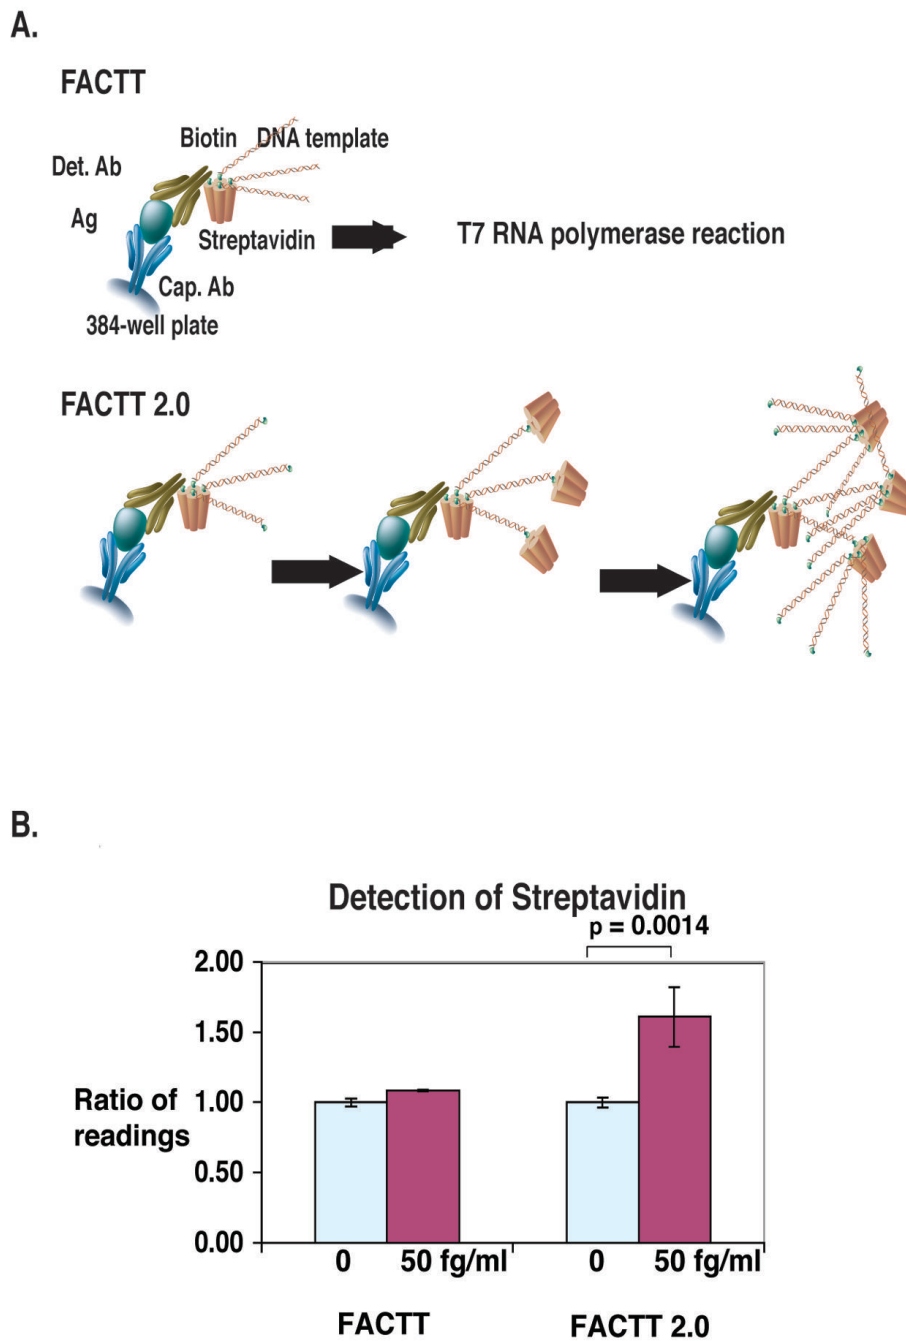 A.
FACTT
Biotin DNA template
Det. Ab
Ag
Streptavidin
T7 RNA polymerase reaction
Cap. Ab
384-well plate
FACTT 2.0
B.
Detection of Streptavidin
p = 0.0014
2.00
1.50
1.00
0.50
0.00
Ratio of
readings
0 50 fg/ml 0 50 fg/ml
FACTT FACTT 2.0